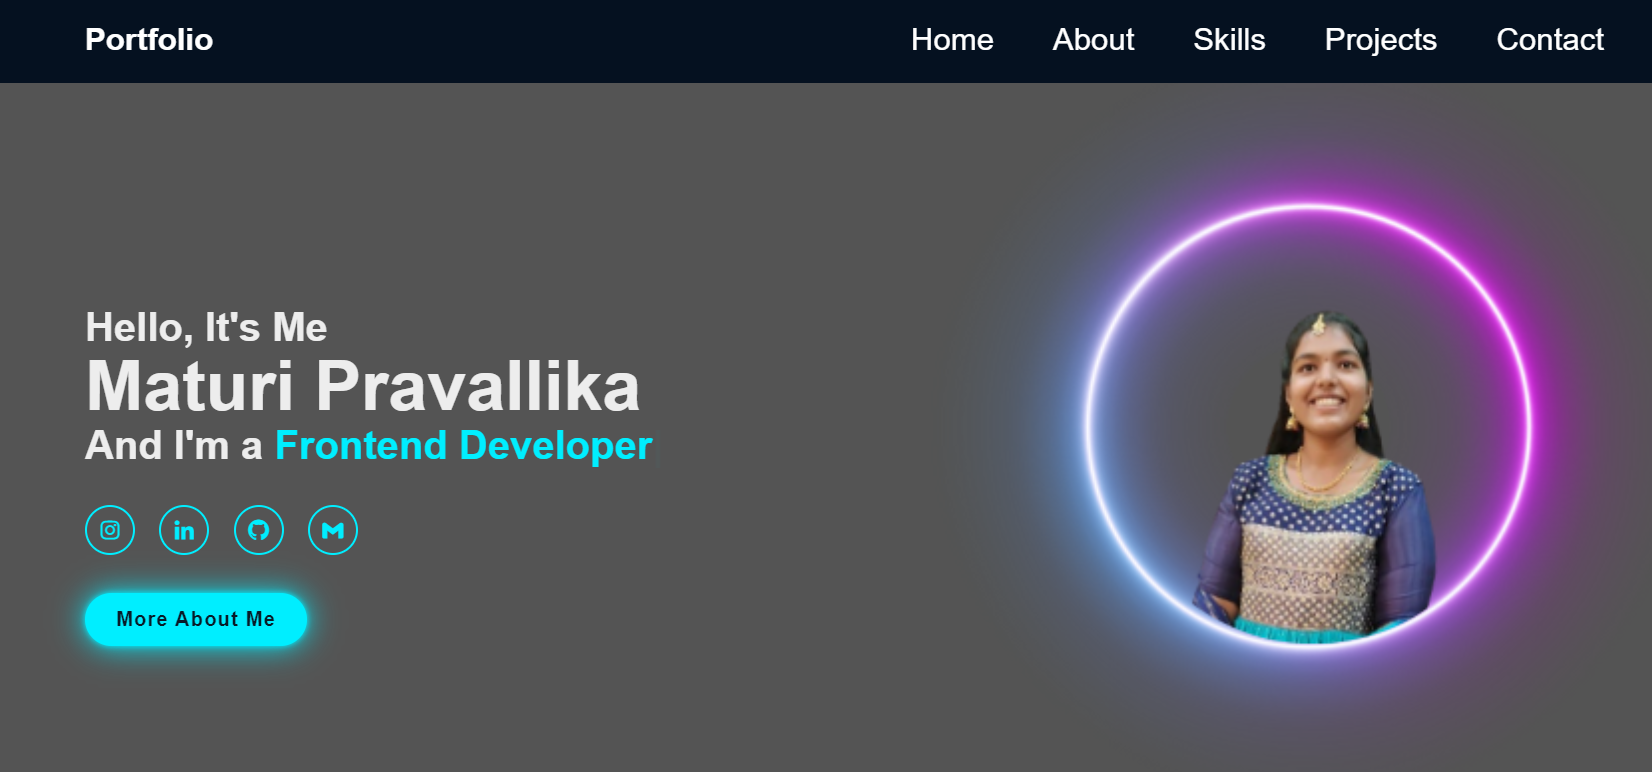 Portfolio
Home About Skills Projects Contact
Hello, It's Me
Maturi Pravallika
And I'm a Frontend Developer
More About Me